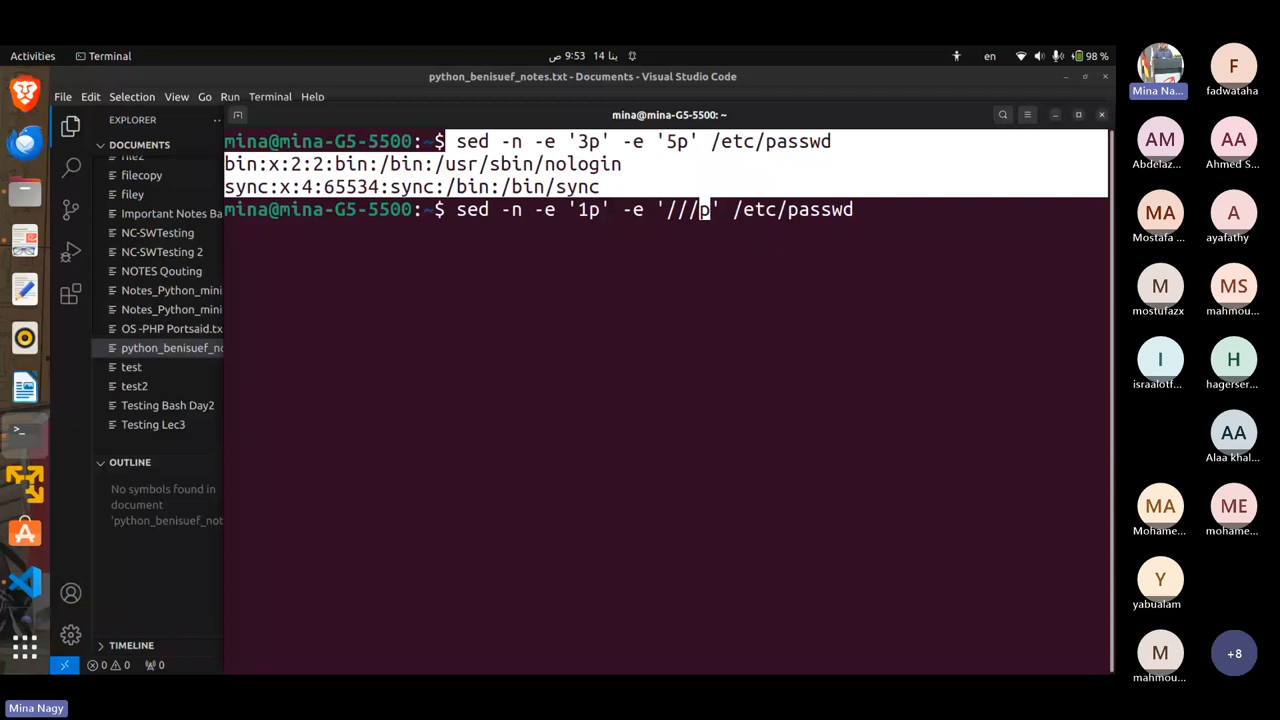 Activities
Terminal
ص 9:53 14 ينا
en
98 %
python_benisuef_notes.txt - Documents - Visual Studio Code
File Edit Selection View Go Run Terminal Help
mina@mina-G5-5500: ~
EXPLORER
DOCUMENTS
file2
filecopy
filey
Important Notes Ba
NC-SWTesting
NC-SWTesting 2
NOTES Qouting
Notes_Python_mini
Notes_Python_mini
OS -PHP Portsaid.tx
python_benisuef_no
test
test2
Testing Bash Day2
Testing Lec3
OUTLINE
No symbols found in
document
'python_benisuef_not
TIMELINE
0 0 0
mina@mina-G5-5500:~$ sed -n -e '3p' -e '5p' /etc/passwd
bin:x:2:2:bin:/bin:/usr/sbin/nologin
sync:x:4:65534:sync:/bin:/bin/sync
mina@mina-G5-5500:~$ sed -n -e '1p' -e '///p' /etc/passwd
Mina Na...
F
fadwataha
AM
Abdelaz...
AA
Ahmed S...
MA
Mostafa ...
A
ayafathy
M
mostufazx
MS
mahmou...
I
israalotf...
H
hagerser...
AA
Alaa khal...
MA
Mohame...
ME
mohame...
Y
yabualam
M
mahmou...
+8
Mina Nagy